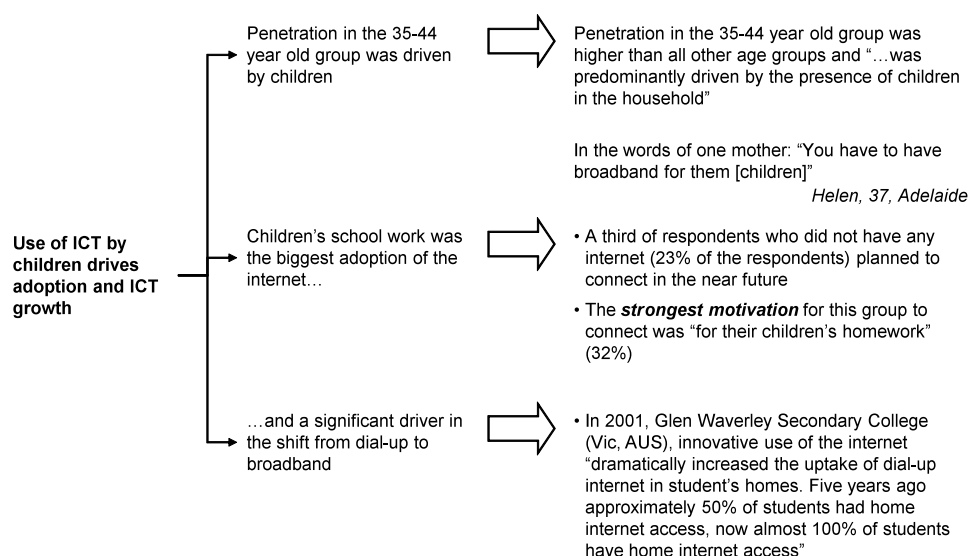 Penetration in the 35-44
year old group was driven
by children
Penetration in the 35-44 year old group was
higher than all other age groups and “…was
predominantly driven by the presence of children
in the household”
In the words of one mother: “You have to have
broadband for them [children]”
Helen, 37, Adelaide
Use of ICT by
children drives
adoption and ICT
growth
Children’s school work was
the biggest adoption of the
internet…
• A third of respondents who did not have any
internet (23% of the respondents) planned to
connect in the near future
• The strongest motivation for this group to
connect was “for their children’s homework”
(32%)
…and a significant driver in
the shift from dial-up to
broadband
• In 2001, Glen Waverley Secondary College
(Vic, AUS), innovative use of the internet
“dramatically increased the uptake of dial-up
internet in student’s homes. Five years ago
approximately 50% of students had home
internet access, now almost 100% of students
have home internet access”